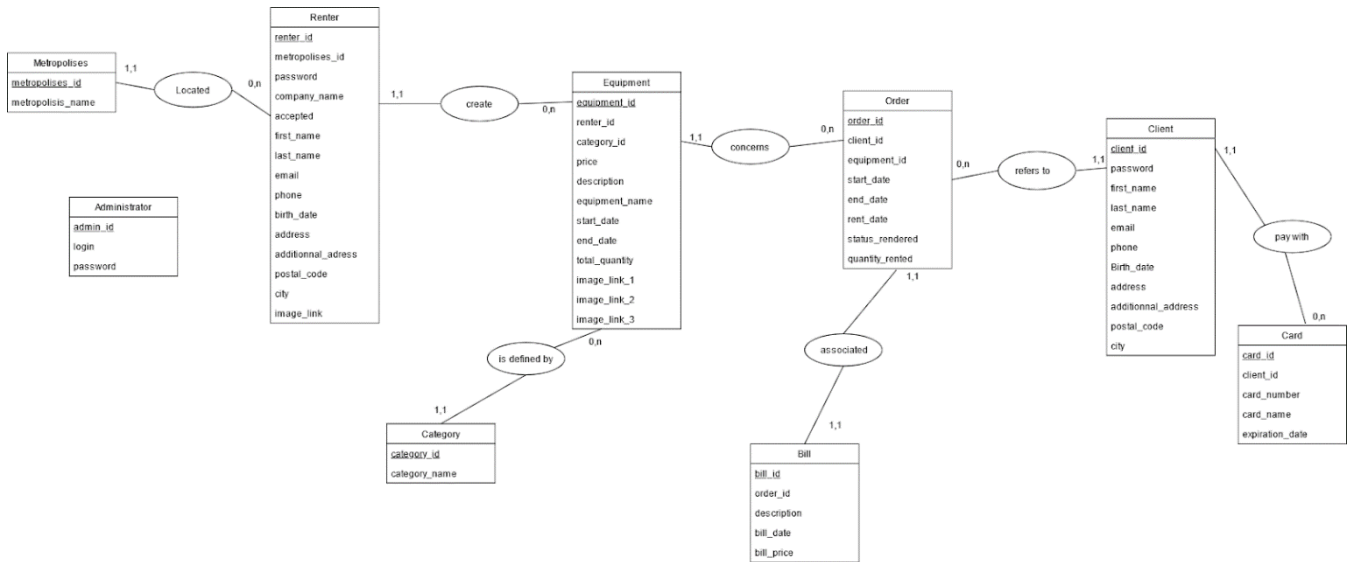 Metropolises
metropolises_id
metropolisis_name
1,1
Located
0,n
Renter
renter_id
metropolises_id
password
company_name
accepted
first_name
last_name
email
phone
birth_date
address
additionnal_adress
postal_code
city
image_link
Administrator
admin_id
login
password
1,1
create
0,n
Equipment
equipment_id
renter_id
category_id
price
description
equipment_name
start_date
end_date
total_quantity
image_link_1
image_link_2
image_link_3
0,n
is defined by
1,1
Category
category_id
category_name
1,1
concerns
0,n
Order
order_id
client_id
equipment_id
start_date
end_date
rent_date
status_rendered
quantity_rented
1,1
associated
1,1
Bill
bill_id
order_id
description
bill_date
bill_price
0,n
refers to
1,1
Client
client_id
password
first_name
last_name
email
phone
Birth_date
address
additionnal_address
postal_code
city
1,1
pay with
0,n
Card
card_id
client_id
card_number
card_name
expiration_date